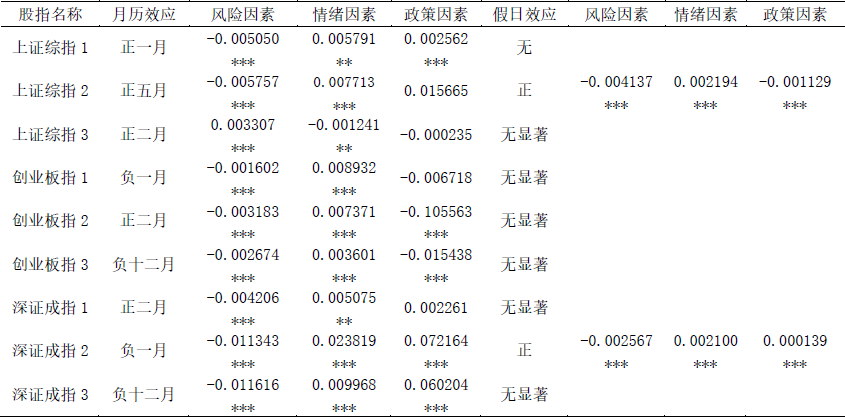 股指名称 月历效应 风险因素 情绪因素 政策因素 假日效应 风险因素 情绪因素 政策因素
上证综指 1 正一月 -0.005050 *** 0.005791 ** 0.002562 *** 无
上证综指 2 正五月 -0.005757 *** 0.007713 *** 0.015665 正 -0.004137 *** 0.002194 *** -0.001129 ***
上证综指 3 正二月 0.003307 *** -0.001241 ** -0.000235 无显著
创业板指 1 负一月 -0.001602 *** 0.008932 *** -0.006718 无显著
创业板指 2 正二月 -0.003183 *** 0.007371 *** -0.105563 *** 无显著
创业板指 3 负十二月 -0.002674 *** 0.003601 *** -0.015438 *** 无显著
深证成指 1 正二月 -0.004206 *** 0.005075 ** 0.002261 无显著
深证成指 2 负一月 -0.011343 *** 0.023819 *** 0.072164 *** 正 -0.002567 *** 0.002100 *** 0.000139 ***
深证成指 3 负十二月 -0.011616 *** 0.009968 *** 0.060204 *** 无显著